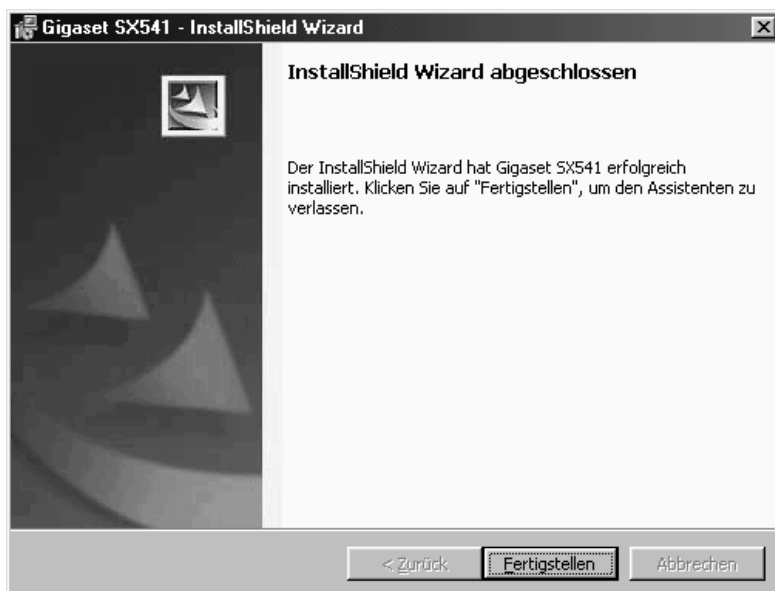 Gigaset SX541 - InstallShield Wizard
InstallShield Wizard abgeschlossen
Der InstallShield Wizard hat Gigaset SX541 erfolgreich
installiert. Klicken Sie auf "Fertigstellen", um den Assistenten zu
verlassen.
< Zurück
Fertigstellen
Abbrechen